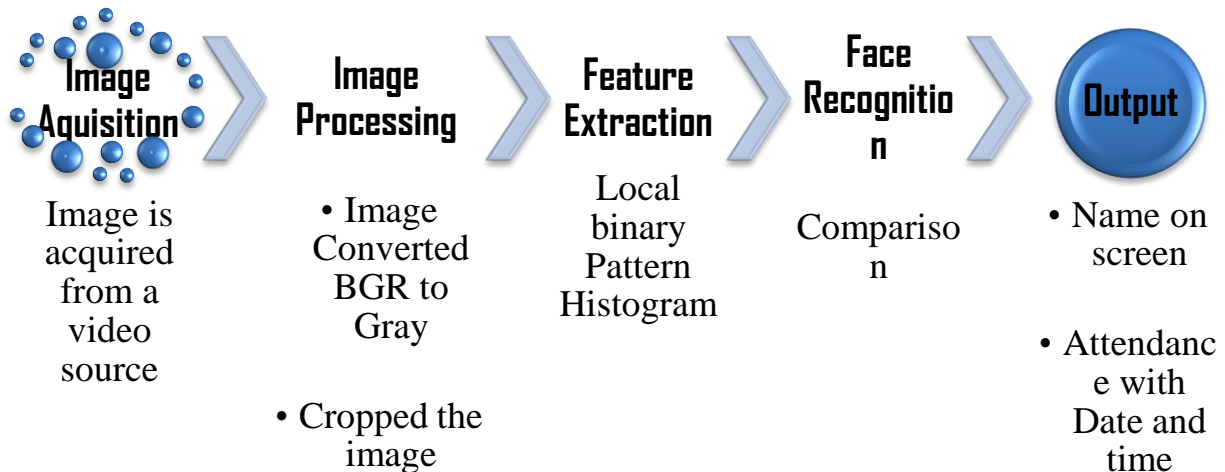 Image
Aquisition
Image is
acquired
from a
video
source
Image
Processing
• Image
Converted
BGR to
Gray
• Cropped the
image
Feature
Extraction
Local
binary
Pattern
Histogram
Face
Recognitio
n
Compariso
n
Output
• Name on
screen
• Attendanc
e with
Date and
time